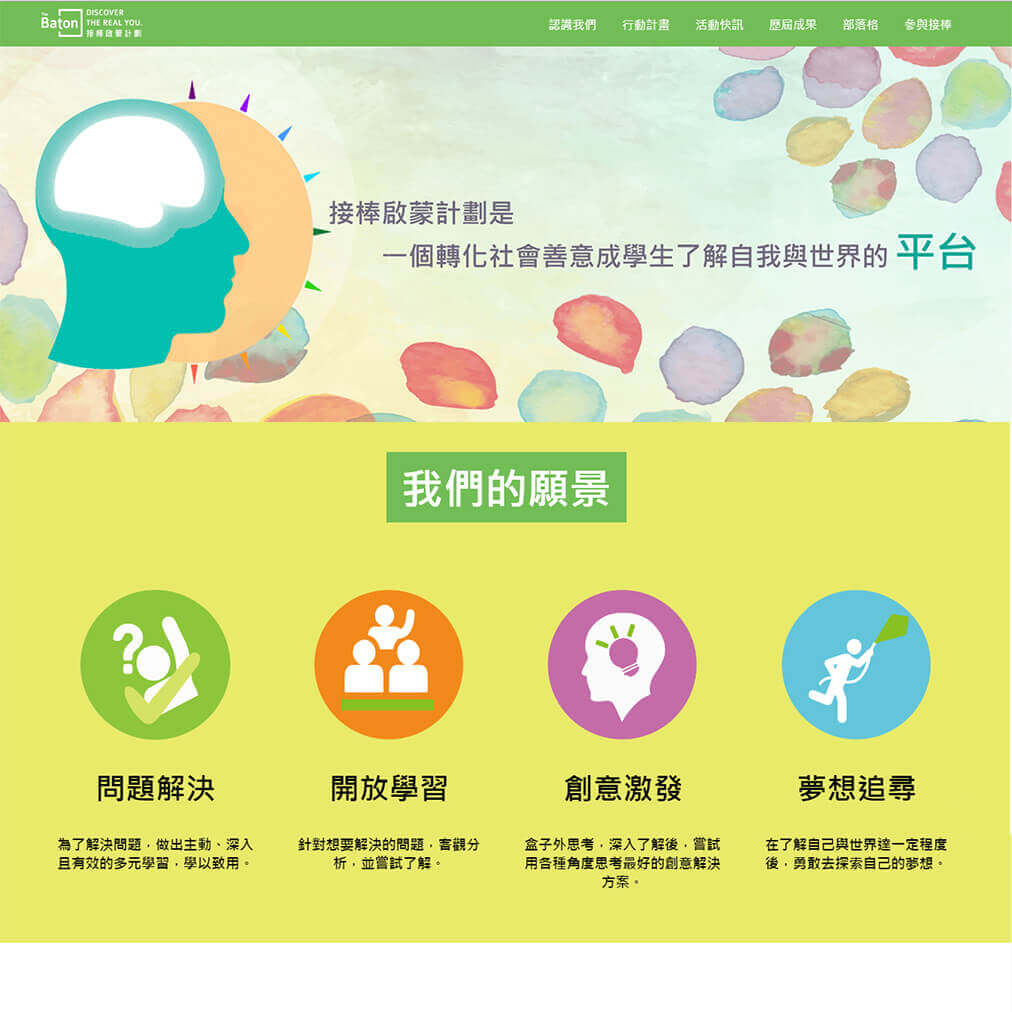 The
Baton
DISCOVER
THE REAL YOU.
接棒啟蒙計劃
認識我們
行動計畫
活動快訊
歷屆成果
部落格
參與接棒
接棒啟蒙計劃是
一個轉化社會善意成學生了解自我與世界的 平台
我們的願景
問題解決
為了解決問題，做出主動、深入
且有效的多元學習，學以致用。
開放學習
針對想要解決的問題，客觀分
析，並嘗試了解。
創意激發
盒子外思考，深入了解後，嘗試
用各種角度思考最好的創意解決
方案。
夢想追尋
在了解自己與世界達一定程度
後，勇敢去探索自己的夢想。